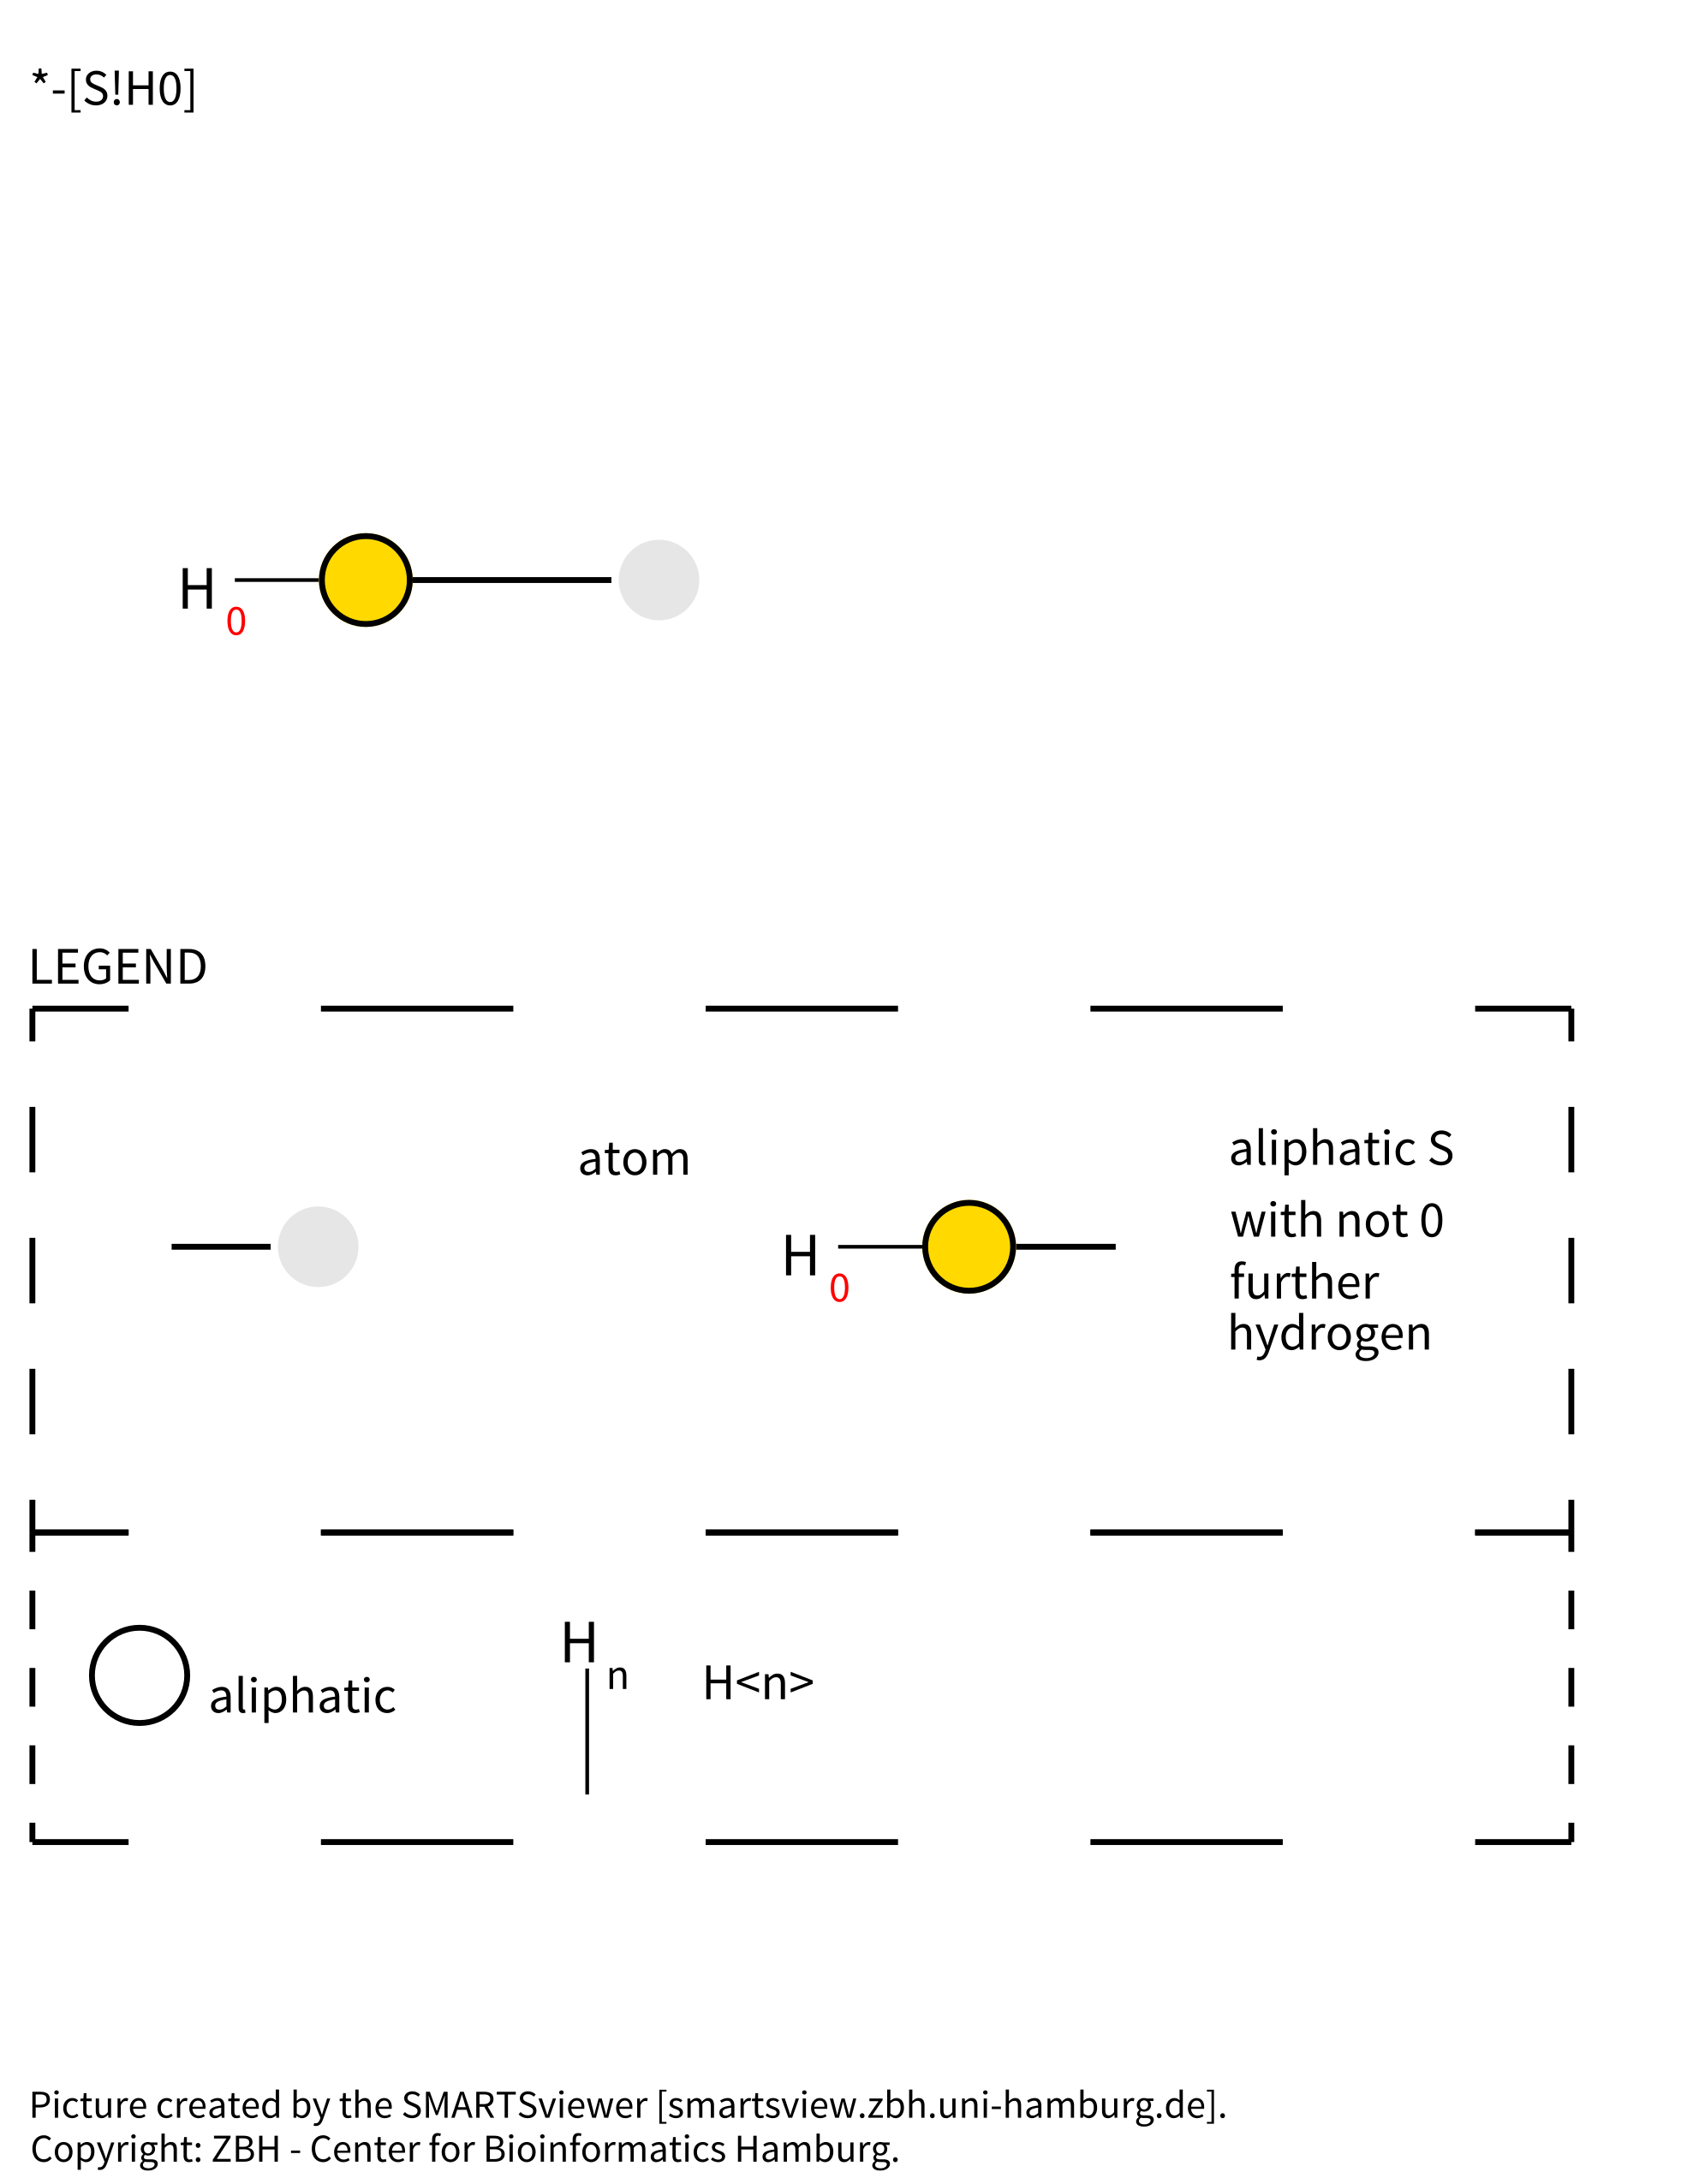 *-[S!H0]
H
0
LEGEND
atom
H
0
aliphatic S
with not 0
further
hydrogen
aliphatic
H
n
H<n>
Picture created by the SMARTSviewer [smartsview.zbh.uni-hamburg.de].
Copyright: ZBH - Center for Bioinformatics Hamburg.